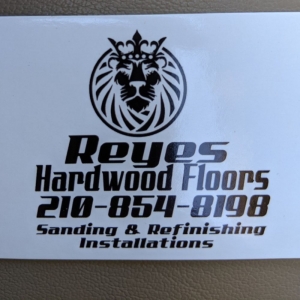 Reyes
Hardwood Floors
210-854-8198
Sanding & Refinishing
Installations